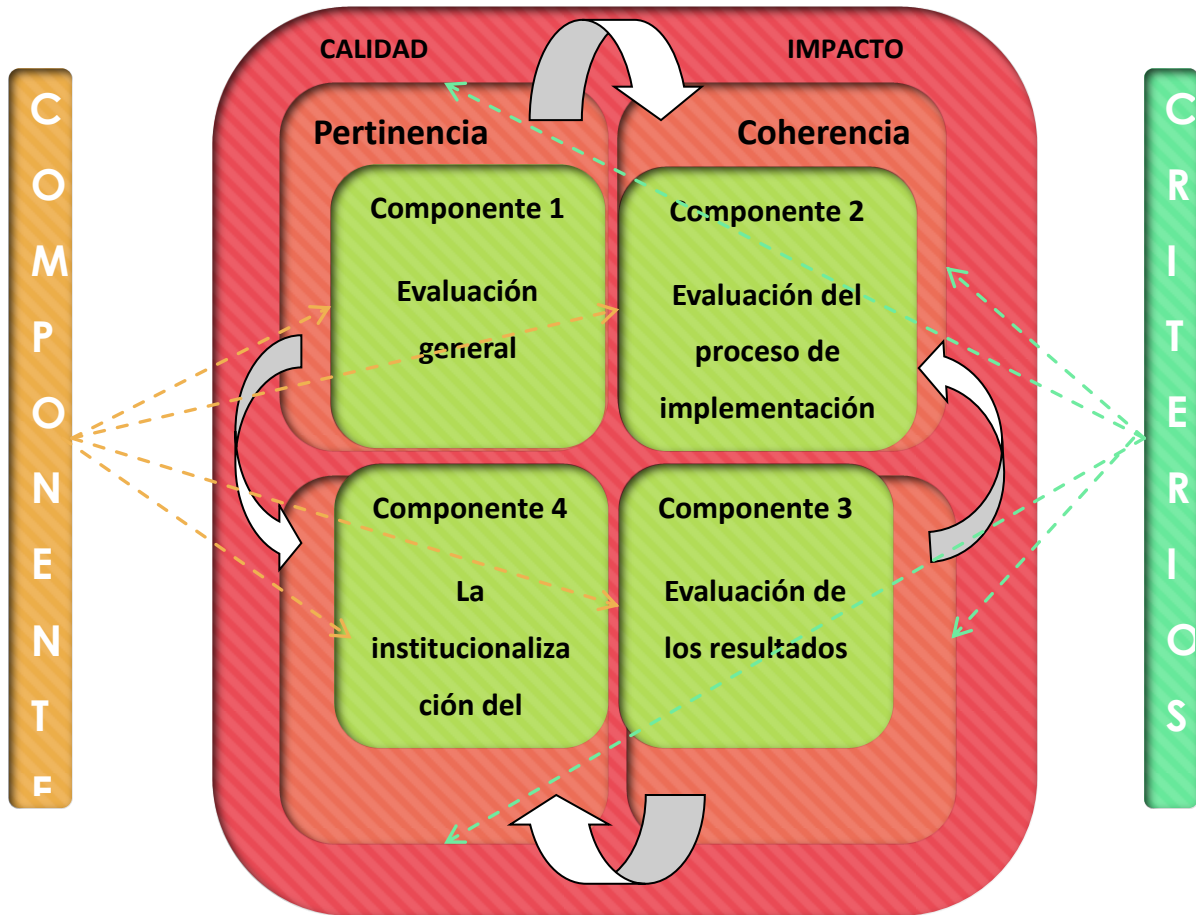 CALIDAD
IMPACTO
Pertinencia
Coherencia
Componente 1
Evaluación
general
Componente 2
Evaluación del
proceso de
implementación
Componente 4
La
institucionaliza
ción del
Componente 3
Evaluación de
los resultados
C
O
M
P
O
N
E
N
T
E
C
R
I
T
E
R
I
O
S